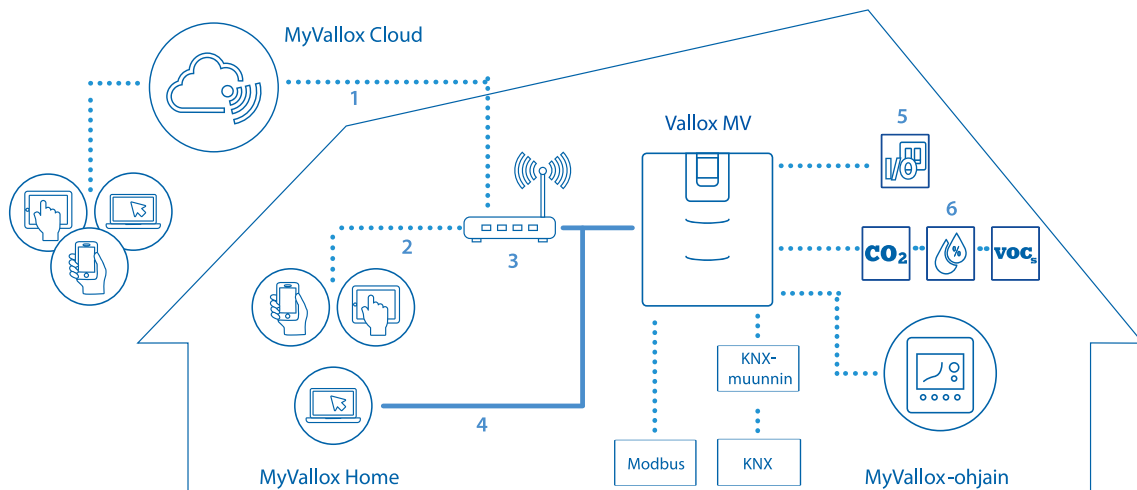 MyVallox Cloud
1
Vallox MV
5
I/O
6
CO₂
%
VOCs
2
3
KNX-
muunnin
4
Modbus
KNX
MyVallox Home
MyVallox-ohjain